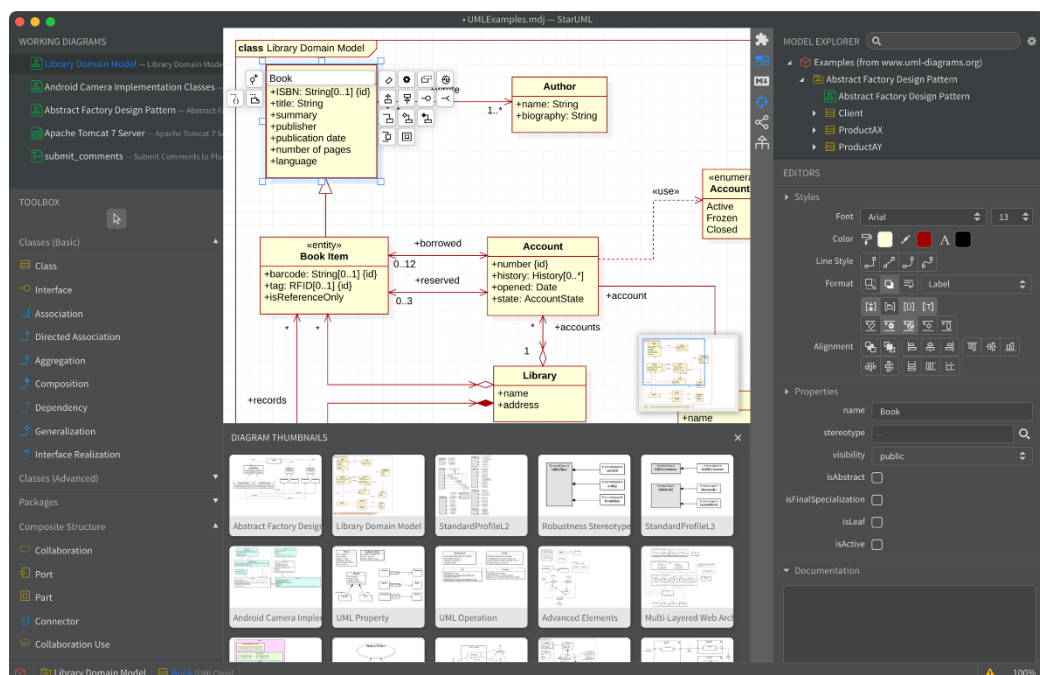 • UMLExamples.mdj — StarUML
WORKING DIAGRAMS
Library Domain Model — Library Domain Mode
Android Camera Implementation Classes –
Abstract Factory Design Pattern — Abstract Fa
Apache Tomcat 7 Server — Apache Tomcat 7 S
submit_comments — Submit Comments to Plu
TOOLBOX
Classes (Basic)
Class
Interface
Association
Directed Association
Aggregation
Composition
Dependency
Generalization
Interface Realization
Classes (Advanced)
Packages
Composite Structure
Collaboration
Port
Part
Connector
Collaboration Use
class Library Domain Model
Book
+ISBN: String[0..1] {id}
+title: String
+summary
+publisher
+publication date
+number of pages
+language
1..*
Author
+name: String
+biography: String
«use»
«enumera
Account
Active
Frozen
Closed
«entity»
Book Item
+barcode: String[0..1] {id}
+tag: RFID[0..1] {id}
+isReferenceOnly
+borrowed
0..12
+reserved
0..3
Account
+number {id}
+history: History[0..*]
+opened: Date
+state: AccountState
+account
*
*
*
+accounts
1
Library
+name
+address
+records
+name
DIAGRAM THUMBNAILS
Abstract Factory Design
Library Domain Model
StandardProfileL2
Robustness Stereotype
StandardProfileL3
Android Camera Implem
UML Property
UML Operation
Advanced Elements
Multi-Layered Web Arch
M+
MODEL EXPLORER
Examples (from www.uml-diagrams.org)
Abstract Factory Design Pattern
Abstract Factory Design Pattern
Client
ProductAX
ProductAY
EDITORS
Styles
Font Arial 13
Color A
Line Style
Format Label
Alignment
Properties
name Book
stereotype ...
visibility public
isAbstract
isFinalSpecialization
isLeaf
isActive
Documentation
Library Domain Model Book (UMLClass)
100%